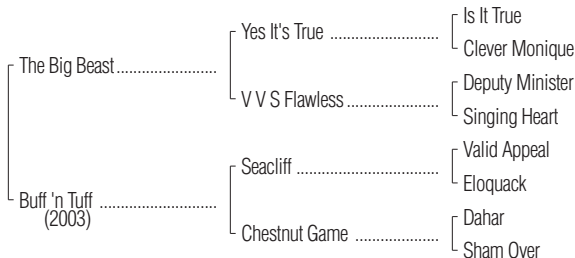 Is It True
Yes It's True ....................
Clever Monique
The Big Beast.......................
Deputy Minister
V V S Flawless..................
Singing Heart
Valid Appeal
Seacliff ..............................
Eloquack
Buff 'n Tuff ...........................
(2003)
Dahar
Chestnut Game ...................
Sham Over